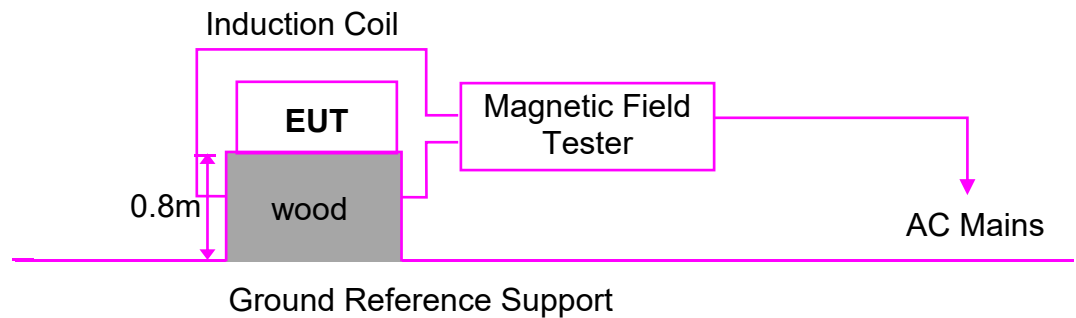 Induction Coil
EUT
Magnetic Field
Tester
0.8m
wood
AC Mains
Ground Reference Support